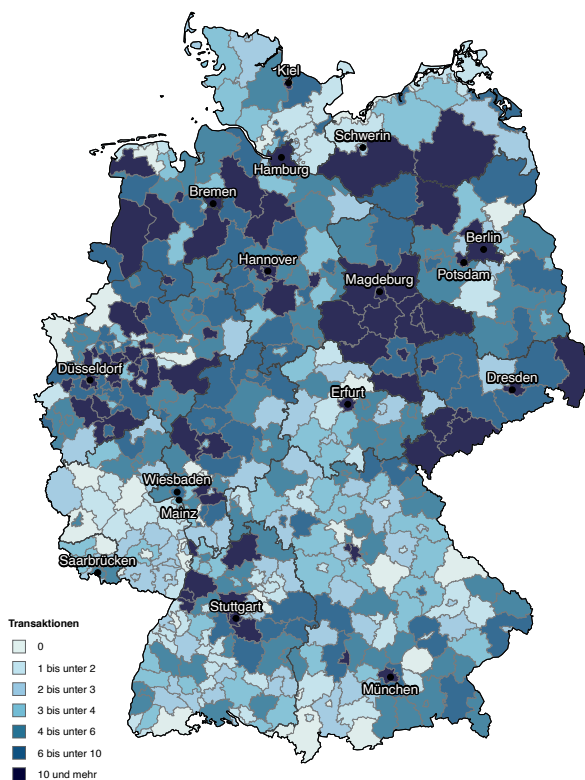 Kiel
Schwerin
Hamburg
Bremen
Berlin
Hannover
Potsdam
Magdeburg
Düsseldorf
Dresden
Erfurt
Wiesbaden
Mainz
Saarbrücken
Stuttgart
München
Transaktionen
0
1 bis unter 2
2 bis unter 3
3 bis unter 4
4 bis unter 6
6 bis unter 10
10 und mehr